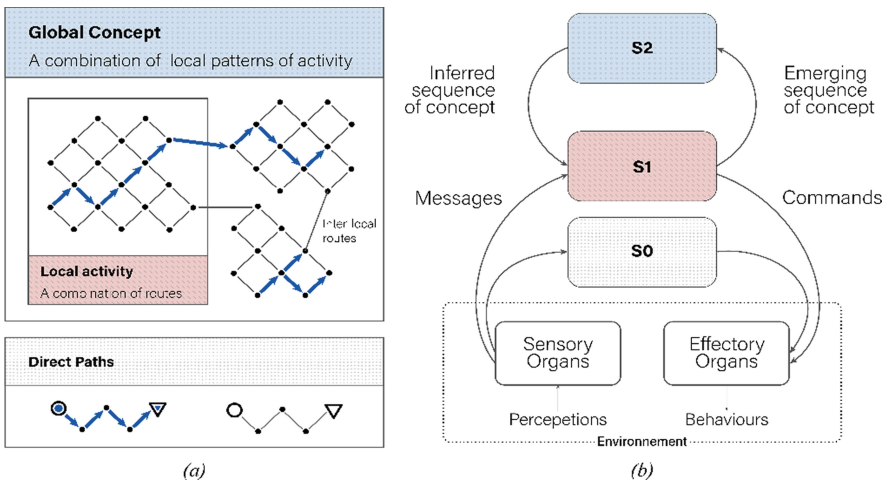 Global Concept
A combination of local patterns of activity
Inter local
routes
Local activity
A combination of routes
Direct Paths
(a)
S2
Inferred
sequence
of concept
Emerging
sequence
of concept
S1
Messages
Commands
S0
Sensory
Organs
Effectory
Organs
Percepetions
Behaviours
Environnement
(b)